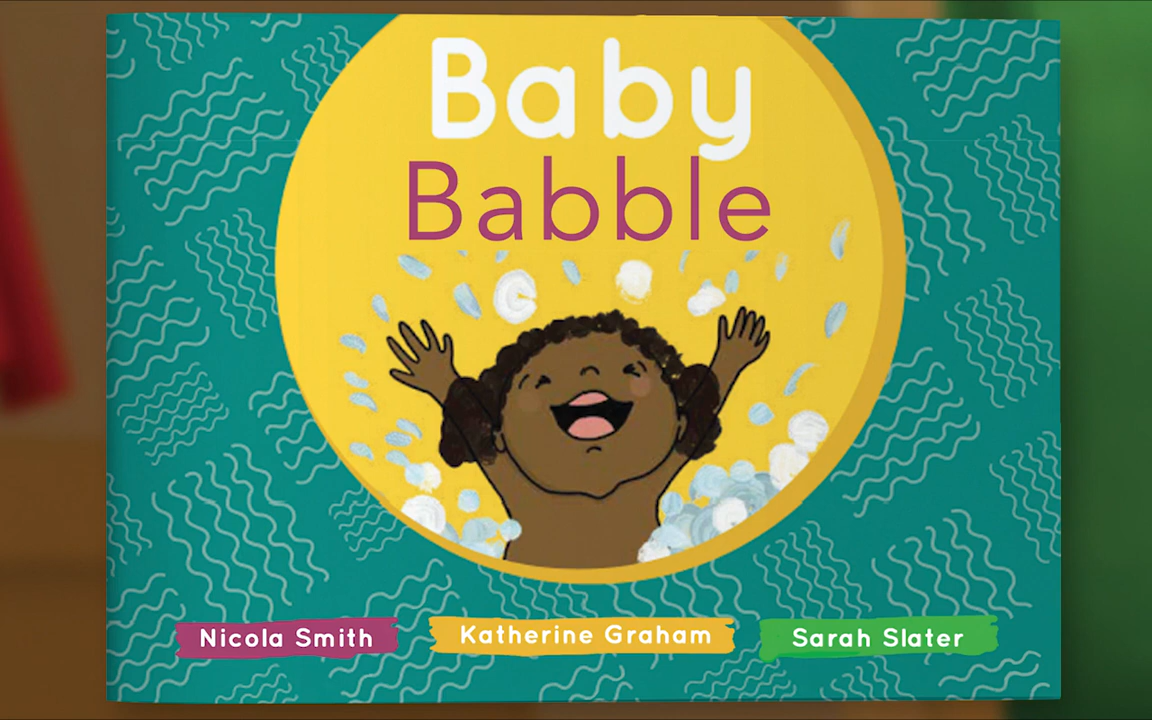 Baby
Babble
Nicola Smith
Katherine Graham
Sarah Slater